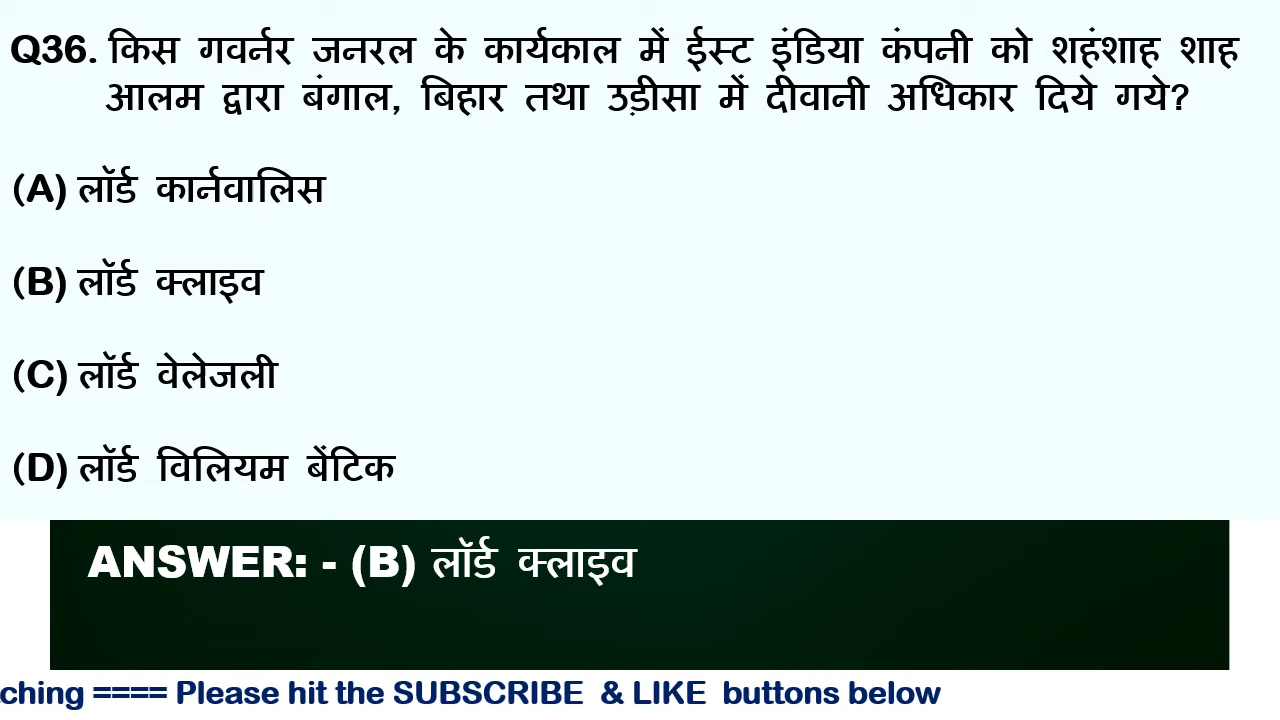 Q36. किस गवर्नर जनरल के कार्यकाल में ईस्ट इंडिया कंपनी को शहंशाह शाह
आलम द्वारा बंगाल, बिहार तथा उड़ीसा में दीवानी अधिकार दिये गये?
(A) लॉर्ड कार्नवालिस
(B) लॉर्ड क्लाइव
(C) लॉर्ड वेलेजली
(D) लॉर्ड विलियम बेंटिक
ANSWER: - (B) लॉर्ड क्लाइव
ching ==== Please hit the SUBSCRIBE & LIKE buttons below